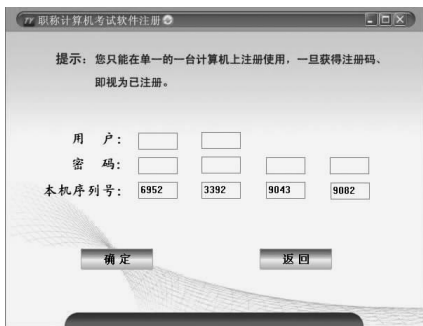 TY 职称计算机考试软件注册
提示：您只能在单一的一台计算机上注册使用，一旦获得注册码、
即视为已注册。
用 户：
密 码：
本机序列号： 6952 3392 9043 9082
确 定 返 回